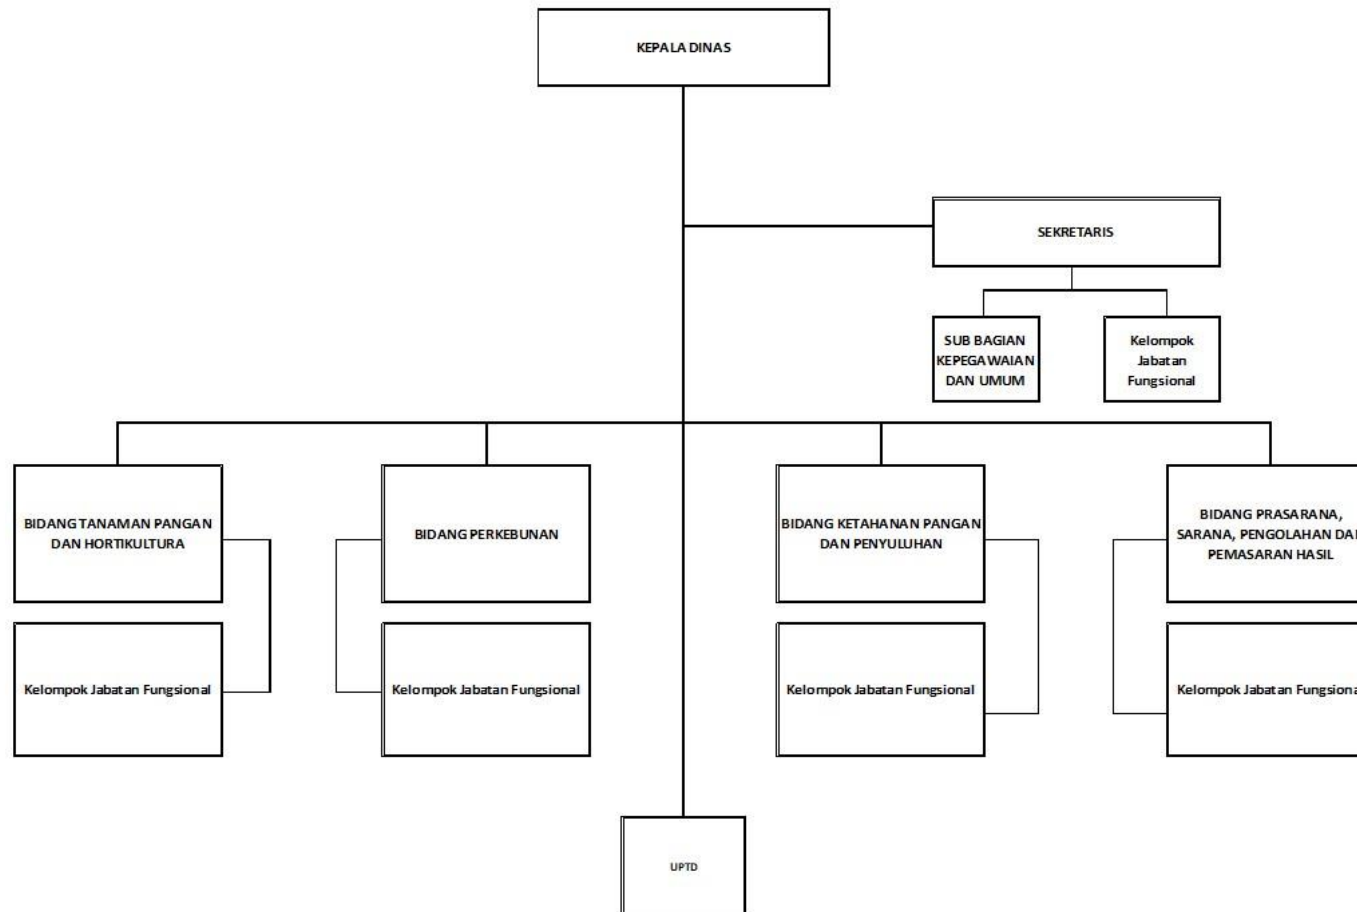 KEPALA DINAS
SEKRETARIS
SUB BAGIAN
KEPEGAWAIAN
DAN UMUM
Kelompok
Jabatan
Fungsional
BIDANG TANAMAN PANGAN
DAN HORTIKULTURA
BIDANG PERKEBUNAN
BIDANG KETAHANAN PANGAN
DAN PENYULUHAN
BIDANG PRASARANA,
SARANA, PENGOLAHAN DAN
PEMASARAN HASIL
Kelompok Jabatan Fungsional
Kelompok Jabatan Fungsional
Kelompok Jabatan Fungsional
Kelompok Jabatan Fungsional
UPTD